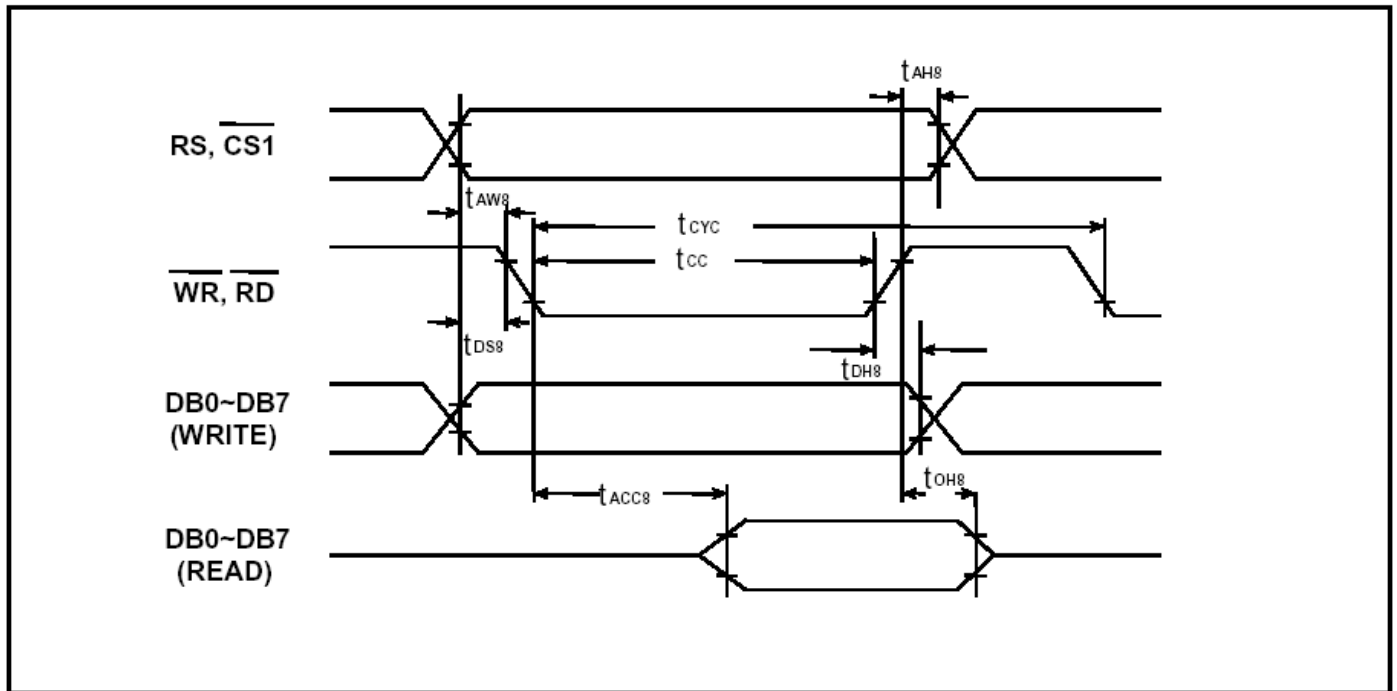 tAH8
RS, CS1
tAW8
tCYC
tCC
WR, RD
tDS8
tDH8
DB0~DB7
(WRITE)
tOH8
tACC8
DB0~DB7
(READ)